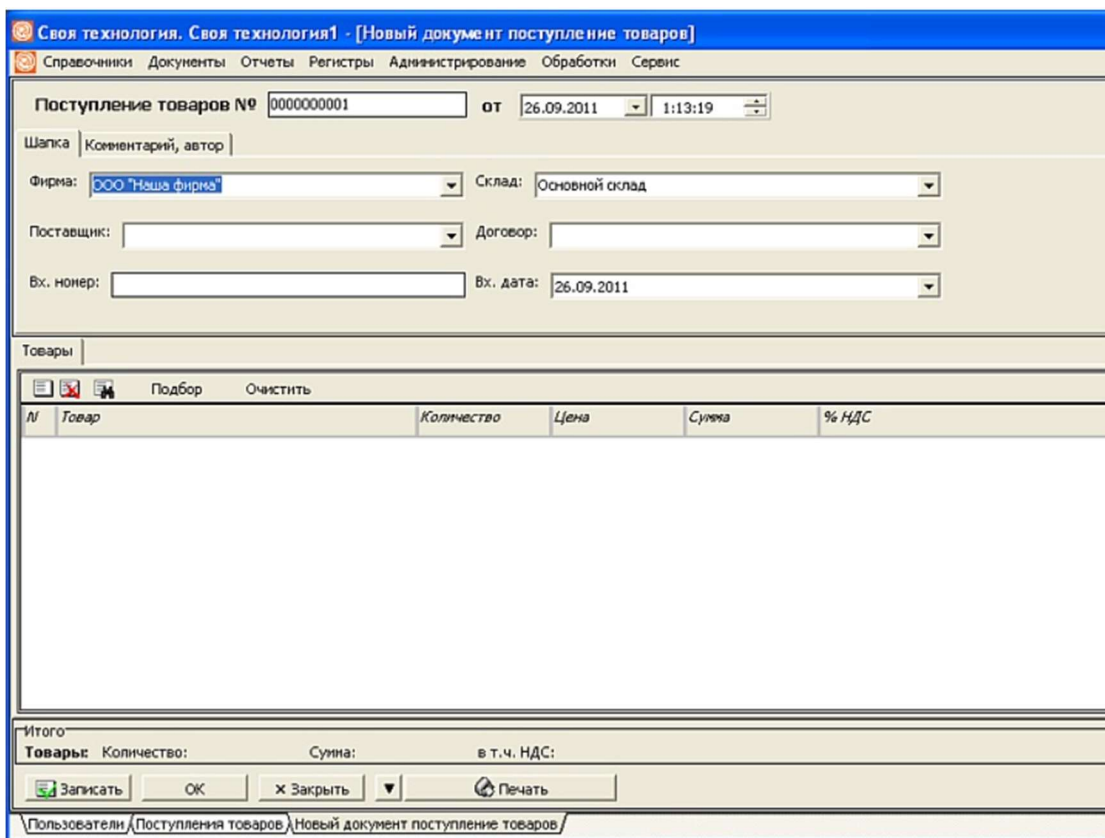 Своя технология. Своя технология1 - [Новый документ поступление товаров]
Справочники Документы Отчеты Регистры Администрирование Обработки Сервис
Поступление товаров № 0000000001 от 26.09.2011 1:13:19
Шапка Комментарий, автор
Фирма: ООО "Наша фирма" Склад: Основной склад
Поставщик: Договор:
Вх. номер: Вх. дата: 26.09.2011
Товары
Подбор Очистить
N Товар Количество Цена Сумма % НДС
Итого
Товары: Количество: Сумма: в т.ч. НДС:
Записать ОК × Закрыть ▼ Печать
Пользователи Поступления товаров Новый документ поступление товаров